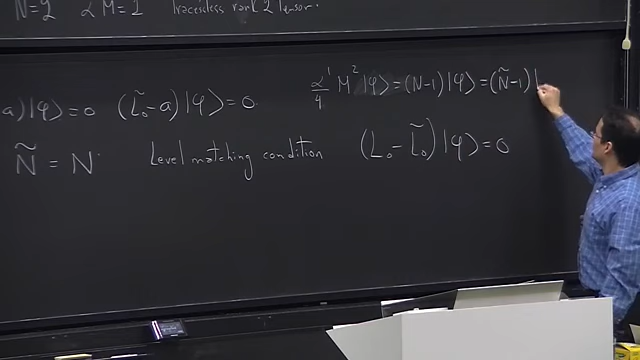 N=2 α'M²=1 traceless rank 2 tensor.
a)|φ⟩=0 (L̃₀-a)|φ⟩=0.
α'/4 M²|φ⟩=(N-1)|φ⟩=(Ñ-1)|
Ñ = N Level matching condition (L₀-L̃₀)|φ⟩=0